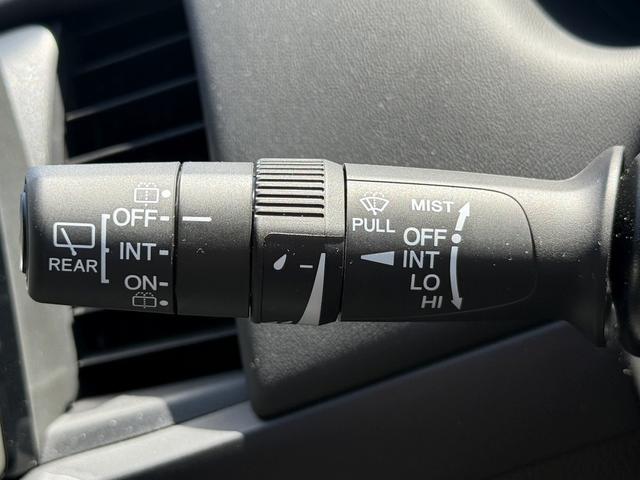 OFF
INT
REAR
ON
MIST
PULL
OFF
INT
LO
HI